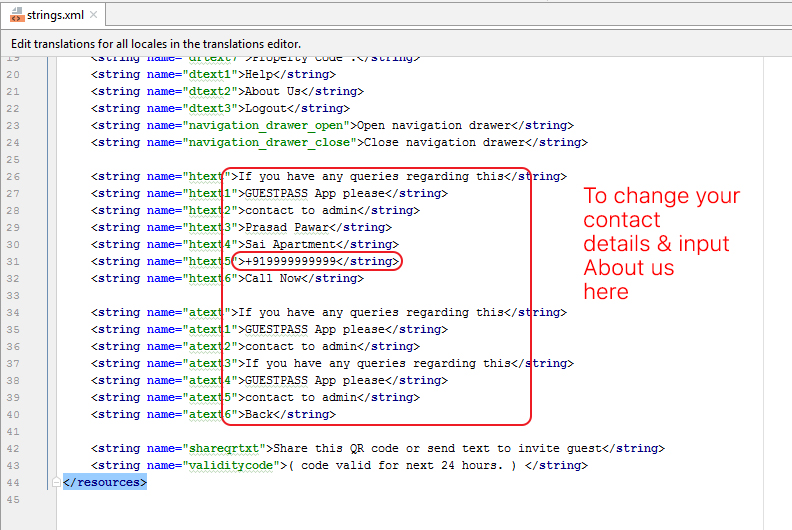 strings.xml
Edit translations for all locales in the translations editor.
19 <string name="drtext7">Property Code :</string>
20 <string name="dtext1">Help</string>
21 <string name="dtext2">About Us</string>
22 <string name="dtext3">Logout</string>
23 <string name="navigation_drawer_open">Open navigation drawer</string>
24 <string name="navigation_drawer_close">Close navigation drawer</string>
25
26 <string name="htext">If you have any queries regarding this</string>
27 <string name="htext1">GUESTPASS App please</string>
28 <string name="htext2">contact to admin</string>
29 <string name="htext3">Prasad Pawar</string>
30 <string name="htext4">Sai Apartment</string>
31 <string name="htext5">+919999999999</string>
32 <string name="htext6">Call Now</string>
33
34 <string name="atext">If you have any queries regarding this</string>
35 <string name="atext1">GUESTPASS App please</string>
36 <string name="atext2">contact to admin</string>
37 <string name="atext3">If you have any queries regarding this</string>
38 <string name="atext4">GUESTPASS App please</string>
39 <string name="atext5">contact to admin</string>
40 <string name="atext6">Back</string>
41
42 <string name="shareqrtxt">Share this QR code or send text to invite guest</string>
43 <string name="validitycode">( code valid for next 24 hours. ) </string>
44 </resources>
45
To change your
contact
details & input
About us
here